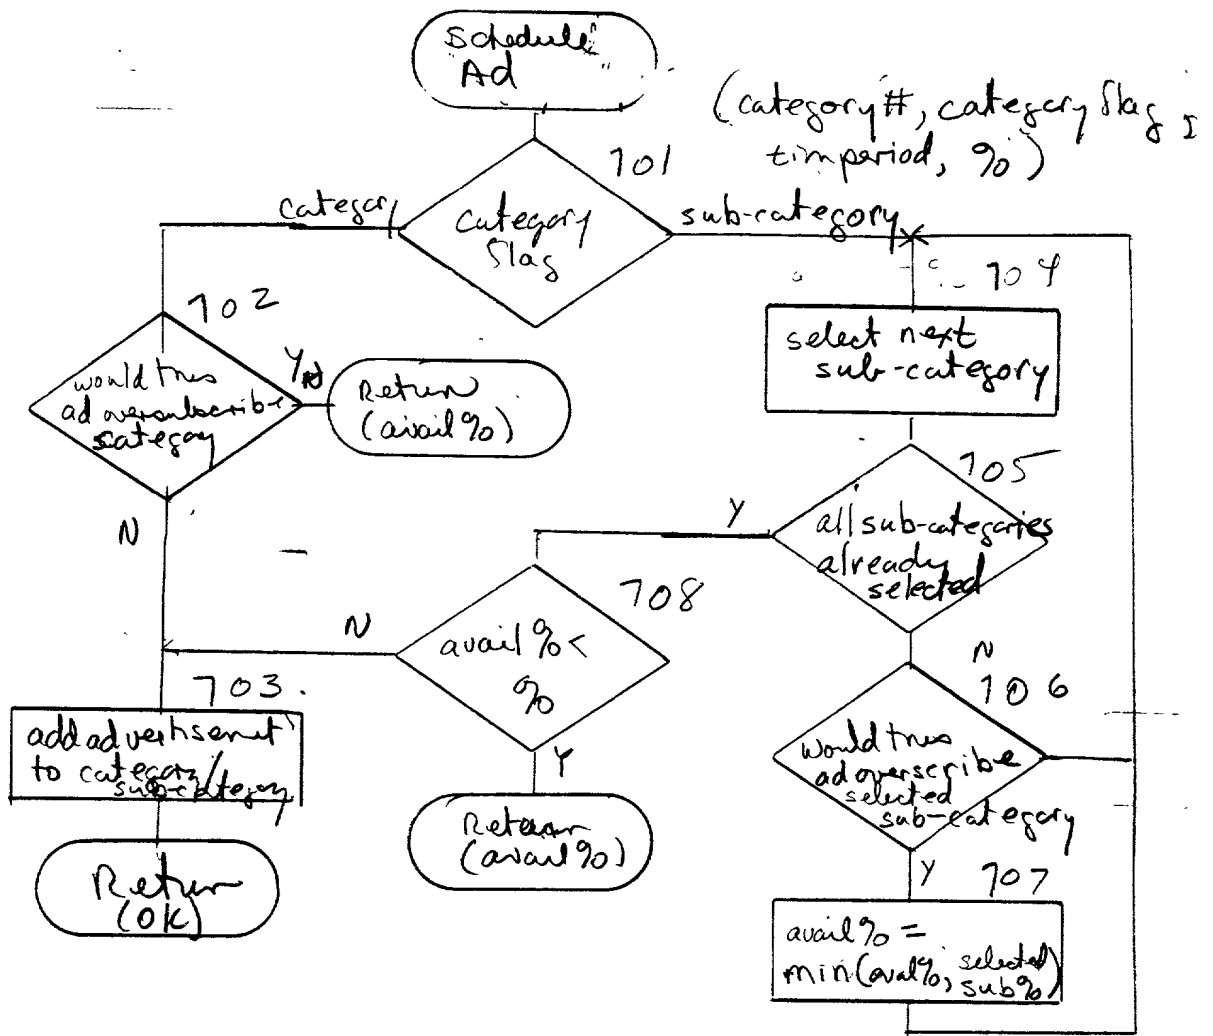 Schedule
Ad
(category #, category flag,
timperiod, %)
701
category
flag
category
sub-category
702
would this
ad oversubscribe
category
Y
Return
(avail %)
N
704
select next
sub-category
705
all sub-categories
already
selected
Y
N
708
avail % <
%
N
Y
Return
(avail %)
703.
add advertisement
to category/
sub-category
Return
(OK)
706
would this
ad overscribe
selected
sub-category
Y
707
avail % =
min(avail%, selected
sub%)